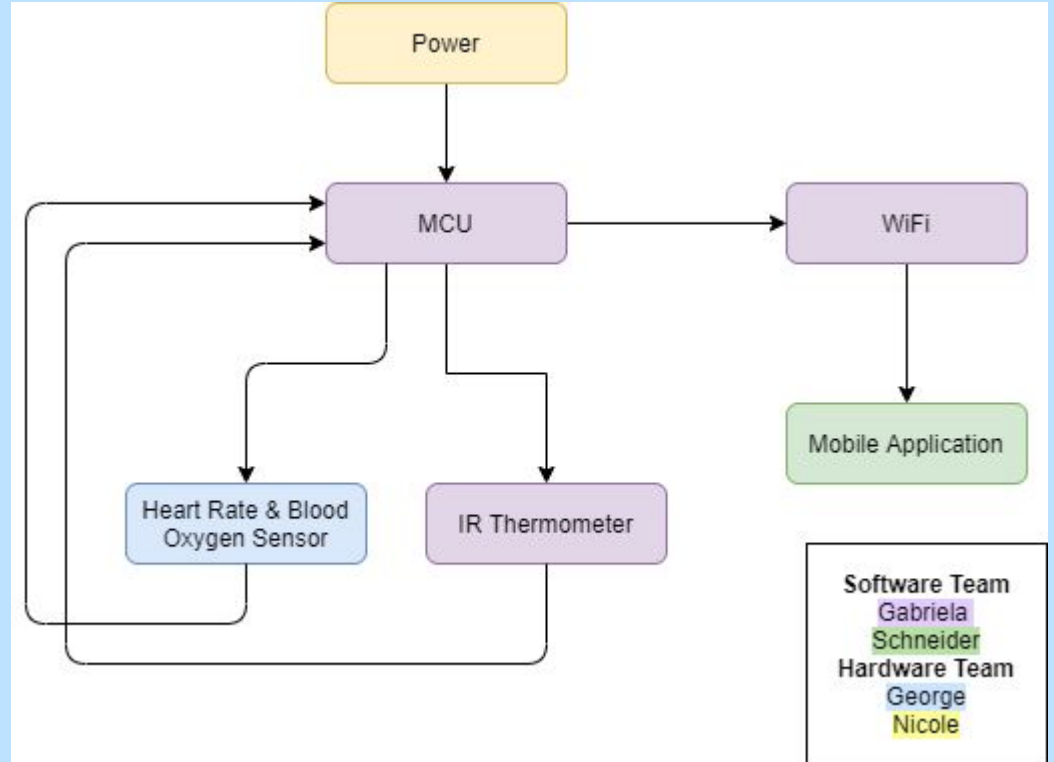 Power
MCU
WiFi
Mobile Application
Heart Rate & Blood
Oxygen Sensor
IR Thermometer
Software Team
Gabriela
Schneider
Hardware Team
George
Nicole